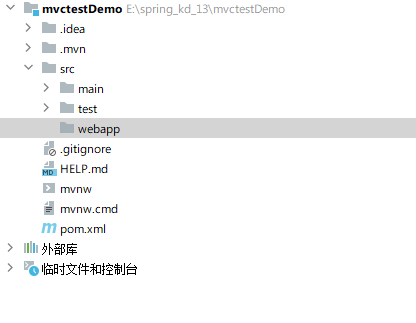 mvctestDemo E:\spring_kd_13\mvctestDemo
.idea
.mvn
src
main
test
webapp
.gitignore
HELP.md
mvnw
mvnw.cmd
pom.xml
外部库
临时文件和控制台